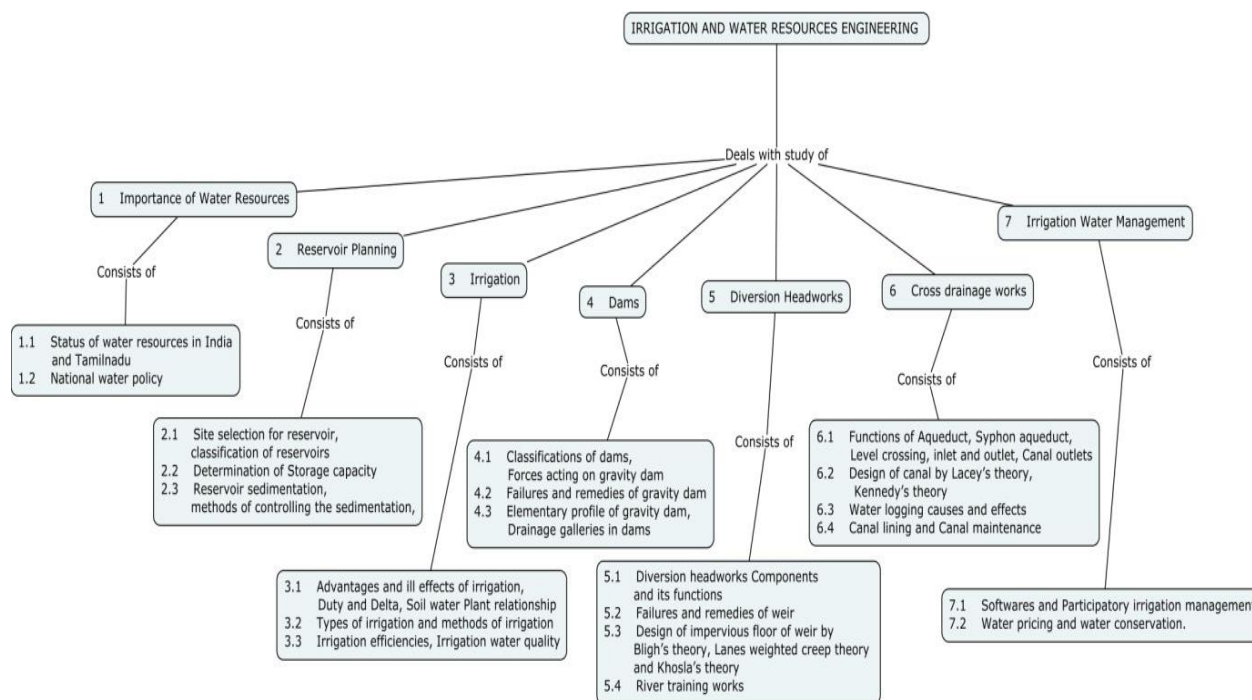 IRRIGATION AND WATER RESOURCES ENGINEERING
Deals with study of
1 Importance of Water Resources
Consists of
1.1 Status of water resources in India
and Tamilnadu
1.2 National water policy
2 Reservoir Planning
Consists of
2.1 Site selection for reservoir,
classification of reservoirs
2.2 Determination of Storage capacity
2.3 Reservoir sedimentation,
methods of controlling the sedimentation,
3 Irrigation
Consists of
3.1 Advantages and ill effects of irrigation,
Duty and Delta, Soil water Plant relationship
3.2 Types of irrigation and methods of irrigation
3.3 Irrigation efficiencies, Irrigation water quality
4 Dams
Consists of
4.1 Classifications of dams,
Forces acting on gravity dam
4.2 Failures and remedies of gravity dam
4.3 Elementary profile of gravity dam,
Drainage galleries in dams
5 Diversion Headworks
Consists of
5.1 Diversion headworks Components
and its functions
5.2 Failures and remedies of weir
5.3 Design of impervious floor of weir by
Bligh's theory, Lanes weighted creep theory
and Khosla's theory
5.4 River training works
6 Cross drainage works
Consists of
6.1 Functions of Aqueduct, Syphon aqueduct,
Level crossing, inlet and outlet, Canal outlets
6.2 Design of canal by Lacey's theory,
Kennedy's theory
6.3 Water logging causes and effects
6.4 Canal lining and Canal maintenance
7 Irrigation Water Management
Consists of
7.1 Softwares and Participatory irrigation management
7.2 Water pricing and water conservation.